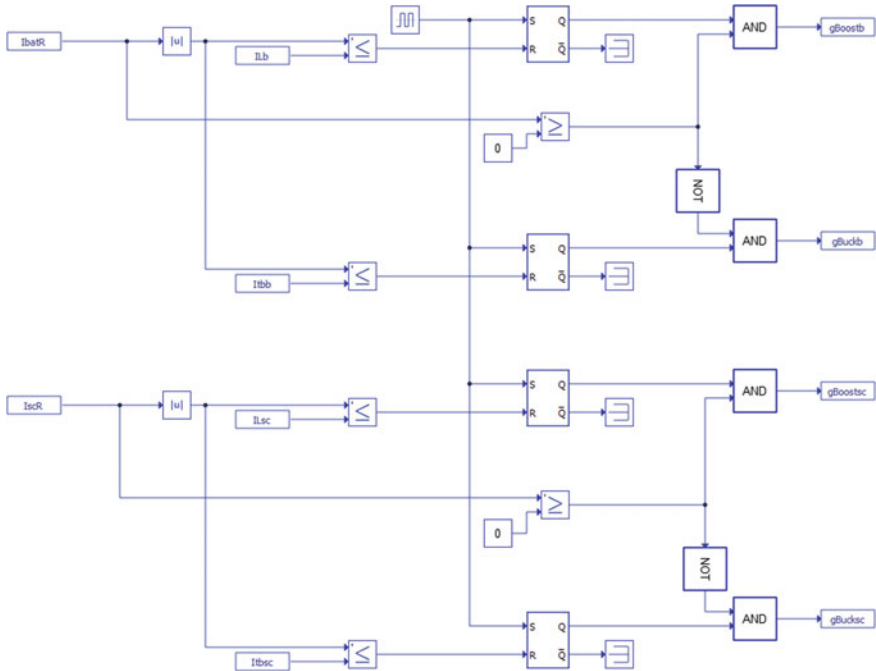 S Q AND gBoostb
IbatR |u| ≤ R Q̅
ILb
≥
0
NOT
S Q AND gBuckb
≤ R Q̅
Itbb
S Q AND gBoostsc
IscR |u| ≤ R Q̅
ILsc
≥
0
NOT
S Q AND gBucksc
≤ R Q̅
Itbsc